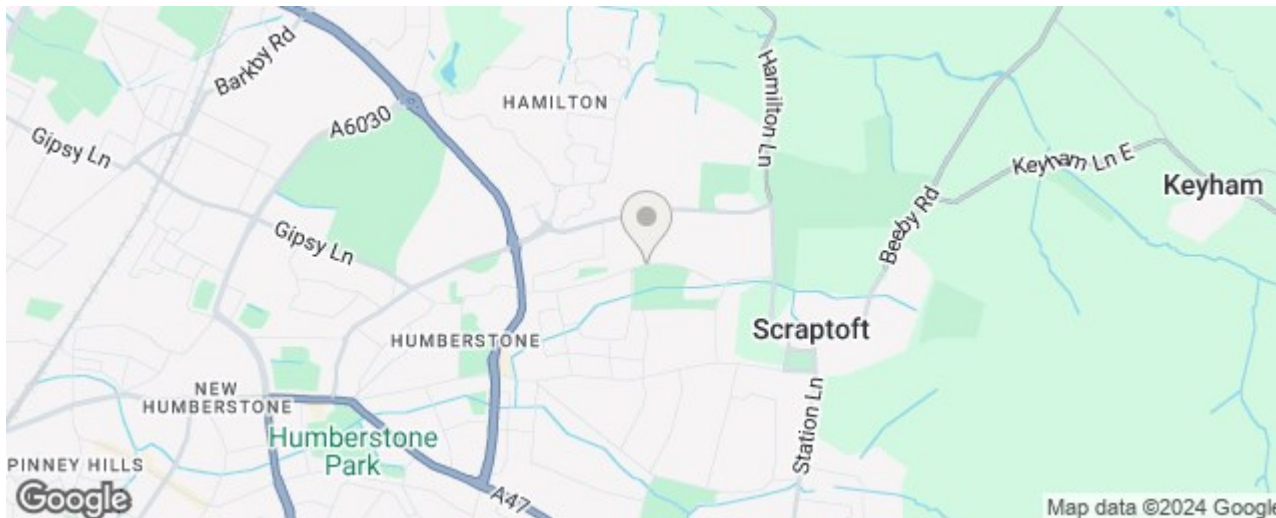 Barkby Rd
A6030
HAMILTON
Hamilton Ln
Gipsy Ln
Keyham Ln E
Keyham
Beeby Rd
Gipsy Ln
HUMBERSTONE
Scraptoft
NEW
HUMBERSTONE
Humberstone
Park
Station Ln
PINNEY HILLS
A47
Google
Map data ©2024 Google